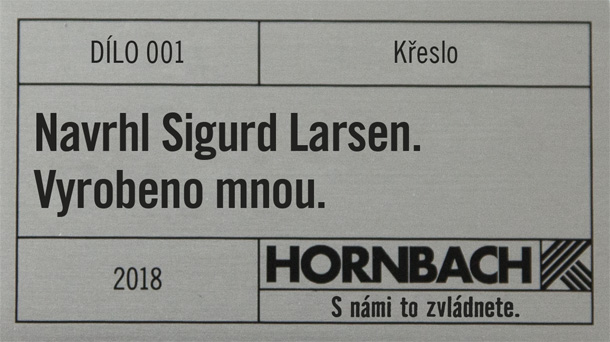 DÍLO 001
Křeslo
Navrhl Sigurd Larsen.
Vyrobeno mnou.
2018
HORNBACH
S námi to zvládnete.